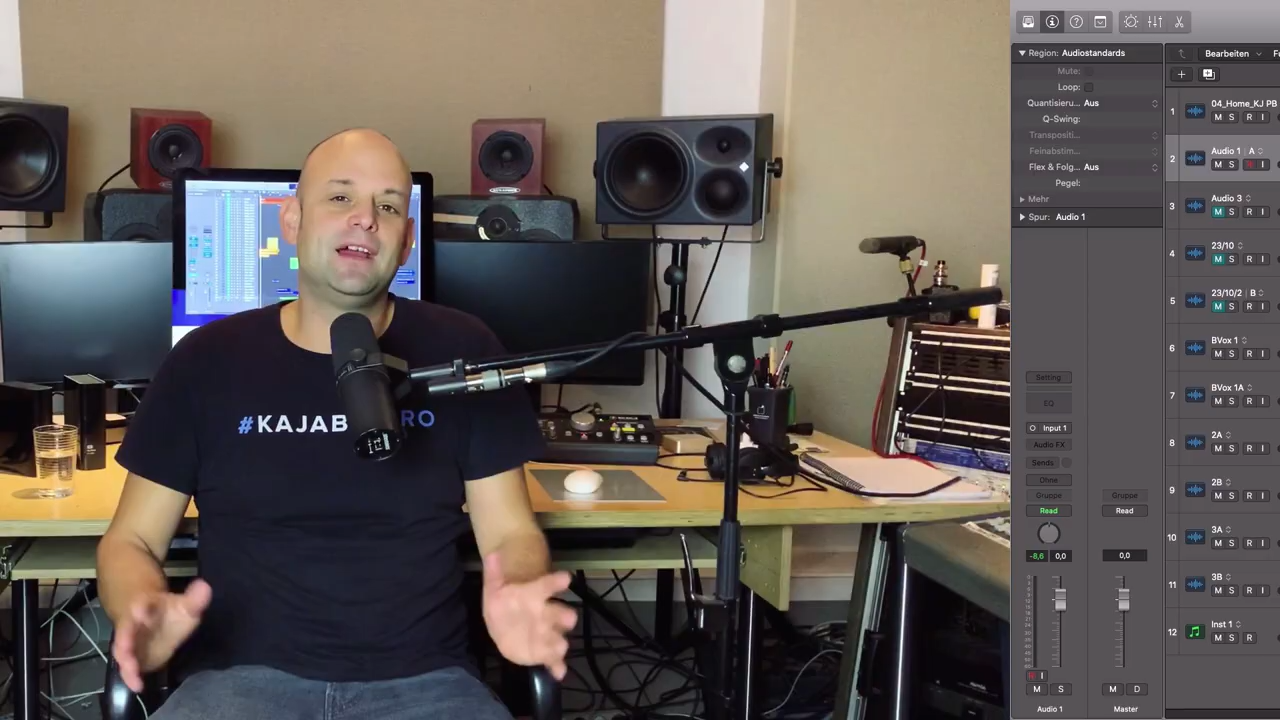 #KAJAB
RO
Region: Audiostandards
Mute:
Loop:
Quantisieru... Aus
Q-Swing:
Transpositi...
Feinabstim...
Flex & Folg... Aus
Pegel:
Mehr
Spur: Audio 1
Setting
EQ
Input 1
Audio FX
Sends
Ohne
Gruppe
Gruppe
Read
Read
-8,6 0,0
0,0
R I
M S
M D
Audio 1
Master
Bearbeiten
1 04_Home_KJ PB
M S R I
2 Audio 1 A
M S R I
3 Audio 3
M S R I
4 23/10
M S R I
5 23/10/2 B
M S R I
6 BVox 1
M S R I
7 BVox 1A
M S R I
8 2A
M S R I
9 2B
M S R I
10 3A
M S R I
11 3B
M S R I
12 Inst 1
M S R